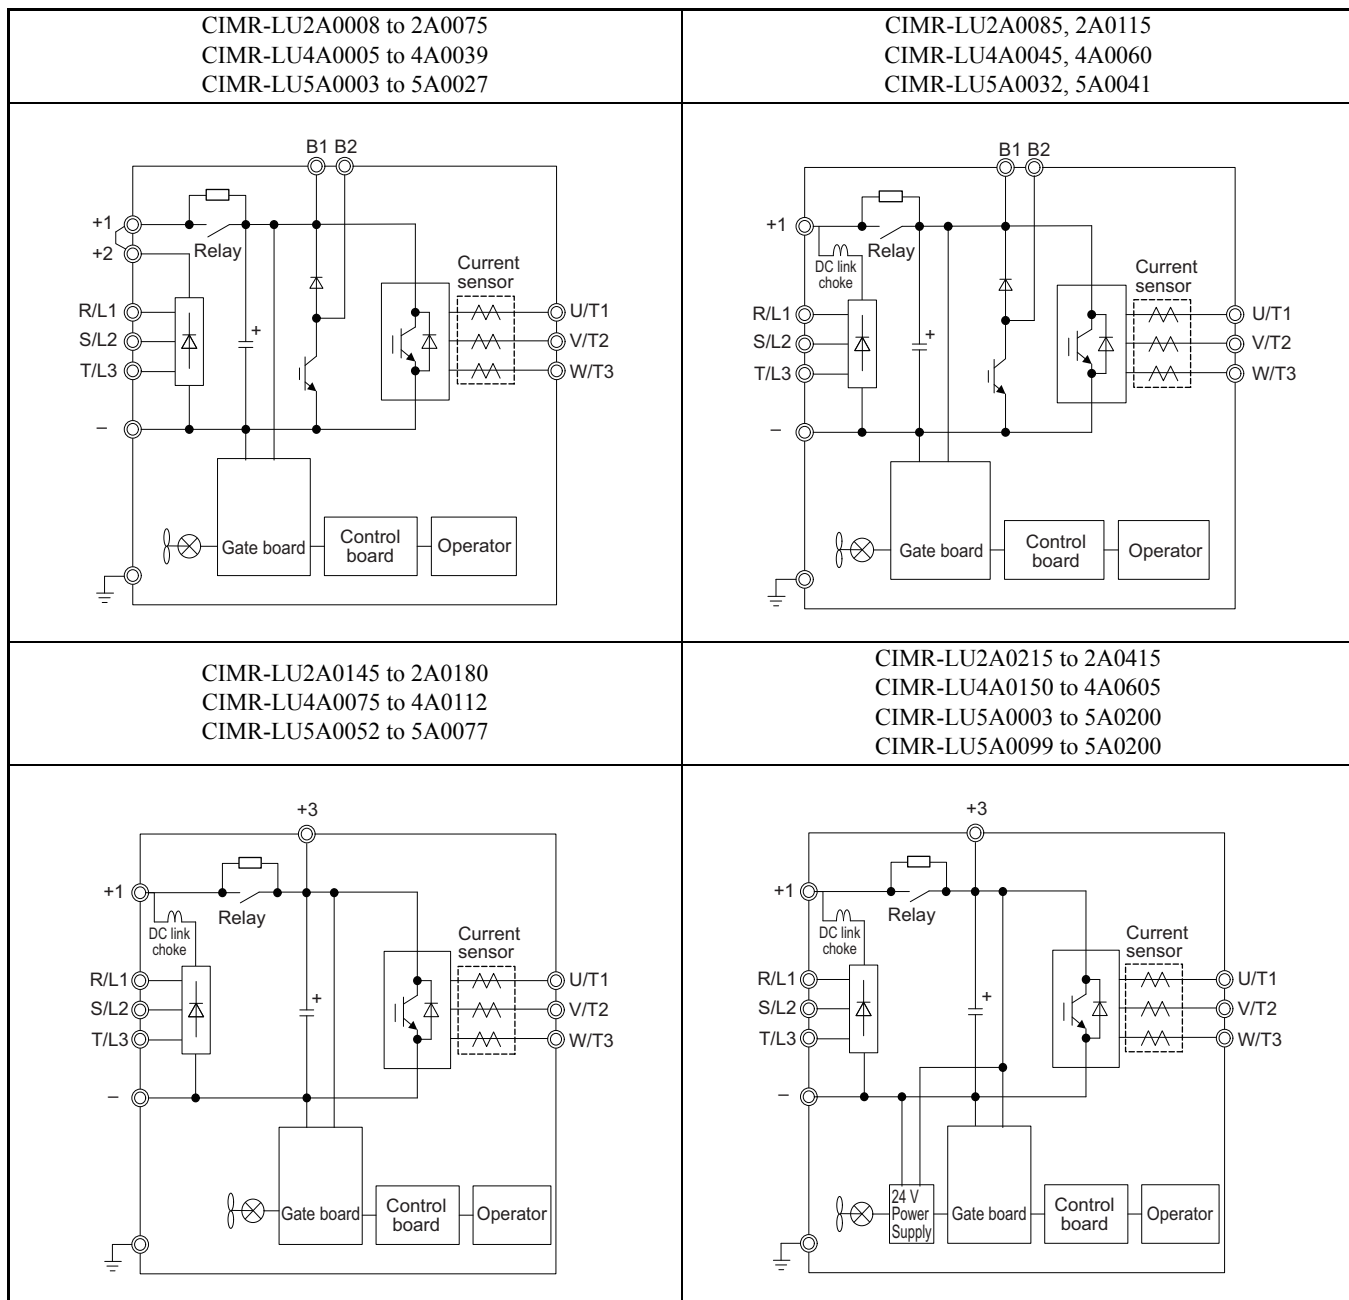 CIMR-LU2A0008 to 2A0075
CIMR-LU4A0005 to 4A0039
CIMR-LU5A0003 to 5A0027
CIMR-LU2A0085, 2A0115
CIMR-LU4A0045, 4A0060
CIMR-LU5A0032, 5A0041
B1 B2
+1
Relay
+2
Current
sensor
R/L1
U/T1
+
S/L2
V/T2
T/L3
W/T3
–
Gate board
Control
board
Operator
B1 B2
+1
Relay
DC link
choke
Current
sensor
R/L1
U/T1
+
S/L2
V/T2
T/L3
W/T3
–
Gate board
Control
board
Operator
CIMR-LU2A0145 to 2A0180
CIMR-LU4A0075 to 4A0112
CIMR-LU5A0052 to 5A0077
CIMR-LU2A0215 to 2A0415
CIMR-LU4A0150 to 4A0605
CIMR-LU5A0003 to 5A0200
CIMR-LU5A0099 to 5A0200
+3
+1
Relay
DC link
choke
Current
sensor
R/L1
U/T1
+
S/L2
V/T2
T/L3
W/T3
–
Gate board
Control
board
Operator
+3
+1
Relay
DC link
choke
Current
sensor
R/L1
U/T1
+
S/L2
V/T2
T/L3
W/T3
–
24 V
Power
Supply
Gate board
Control
board
Operator